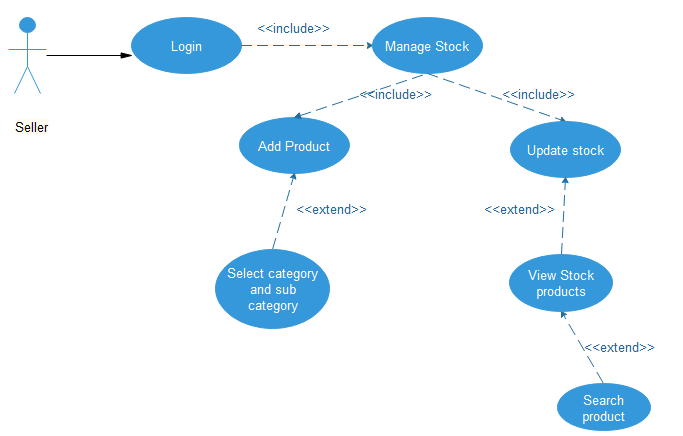 <<include>>
Login
Manage Stock
<<include>>
<<include>>
Seller
Add Product
Update stock
<<extend>>
<<extend>>
Select category
and sub
category
View Stock
products
<<extend>>
Search
product